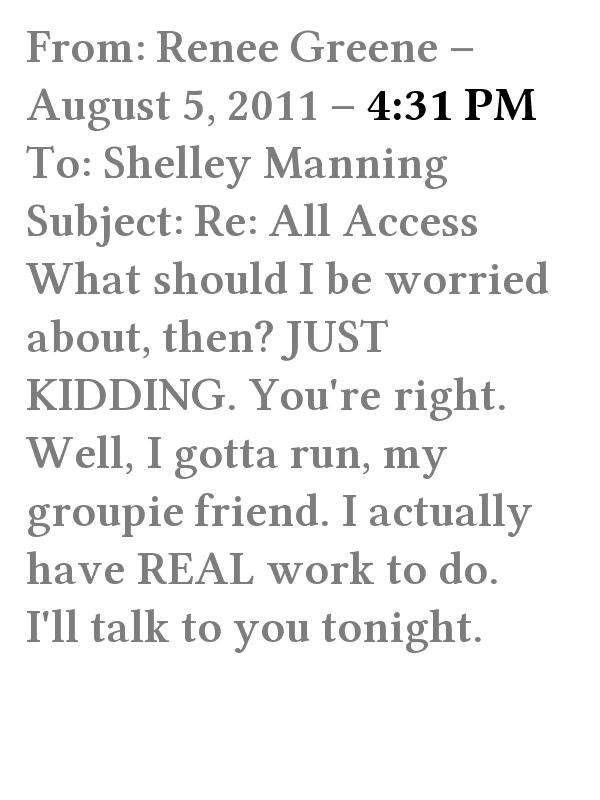 From: Renee Greene –
August 5, 2011 – 4:31 PM
To: Shelley Manning
Subject: Re: All Access
What should I be worried
about, then? JUST
KIDDING. You're right.
Well, I gotta run, my
groupie friend. I actually
have REAL work to do.
I'll talk to you tonight.